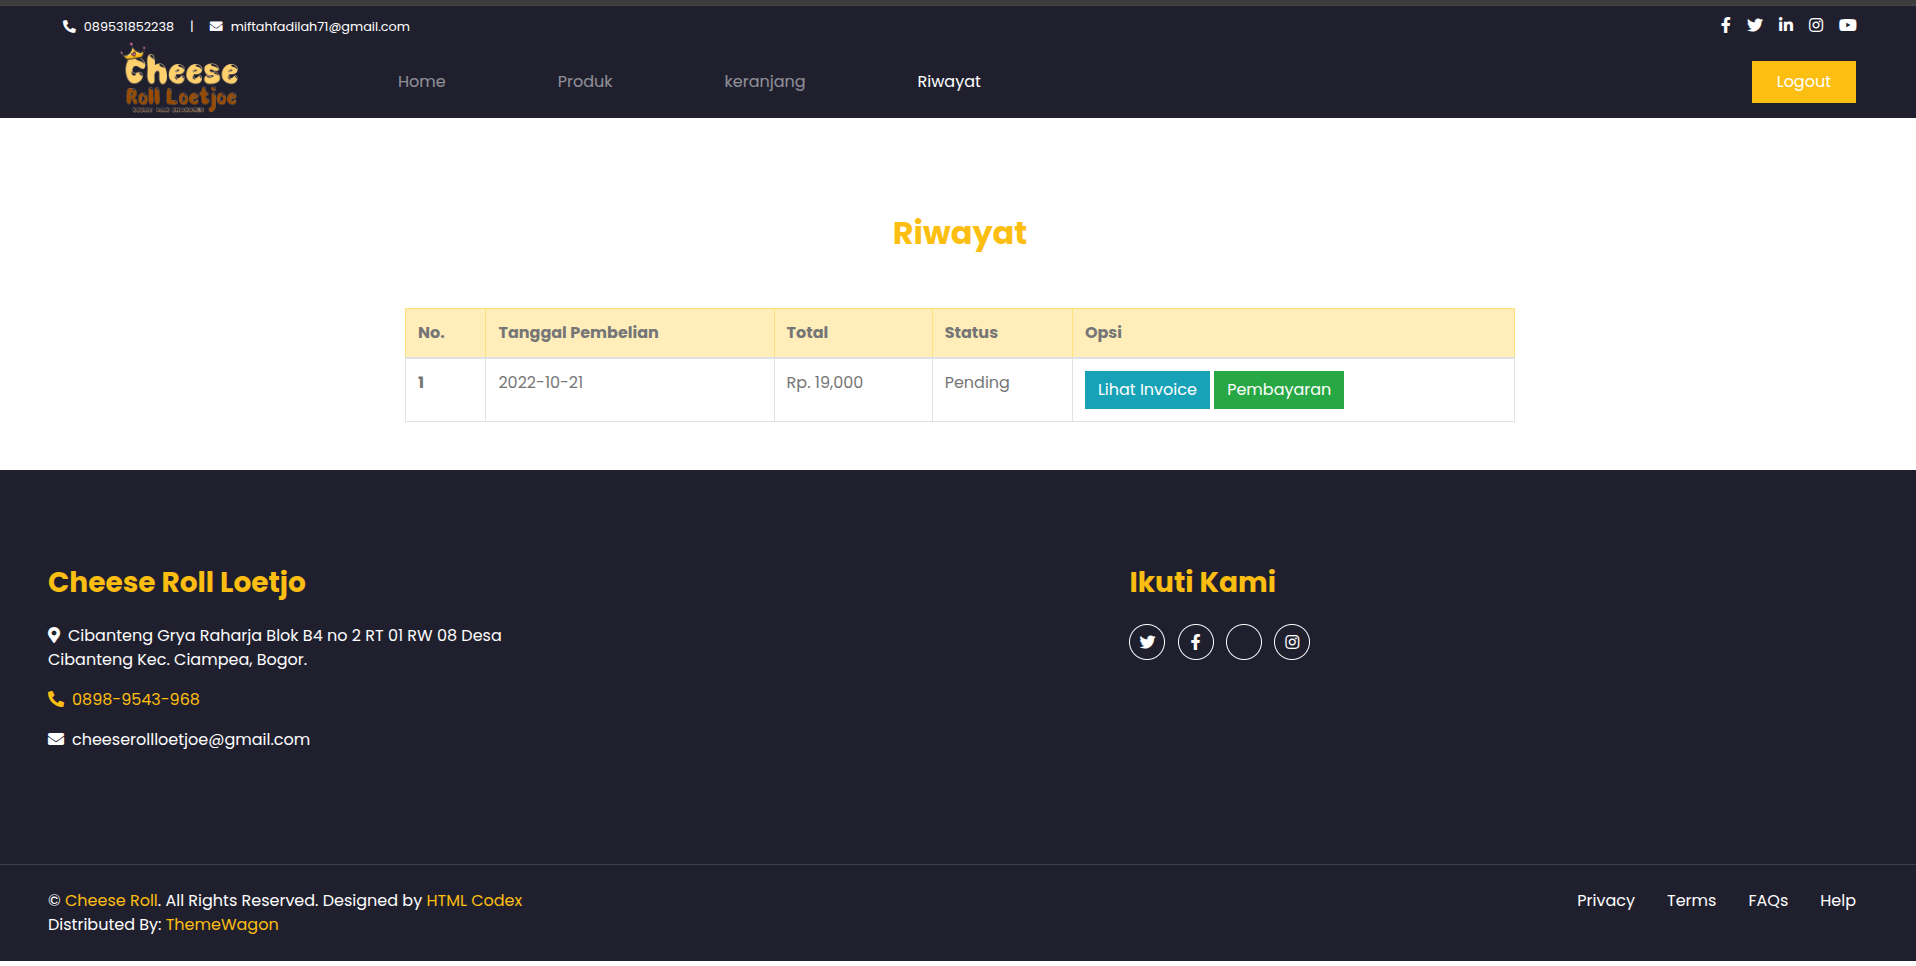 089531852238 | miftahfadilah71@gmail.com
Cheese
Roll Loetjoe
Home Produk keranjang Riwayat Logout
Riwayat
No. Tanggal Pembelian Total Status Opsi
1 2022-10-21 Rp. 19,000 Pending Lihat Invoice Pembayaran
Cheese Roll Loetjo
Cibanteng Grya Raharja Blok B4 no 2 RT 01 RW 08 Desa
Cibanteng Kec. Ciampea, Bogor.
0898-9543-968
cheeserollloetjoe@gmail.com
Ikuti Kami
© Cheese Roll. All Rights Reserved. Designed by HTML Codex
Distributed By: ThemeWagon
Privacy Terms FAQs Help